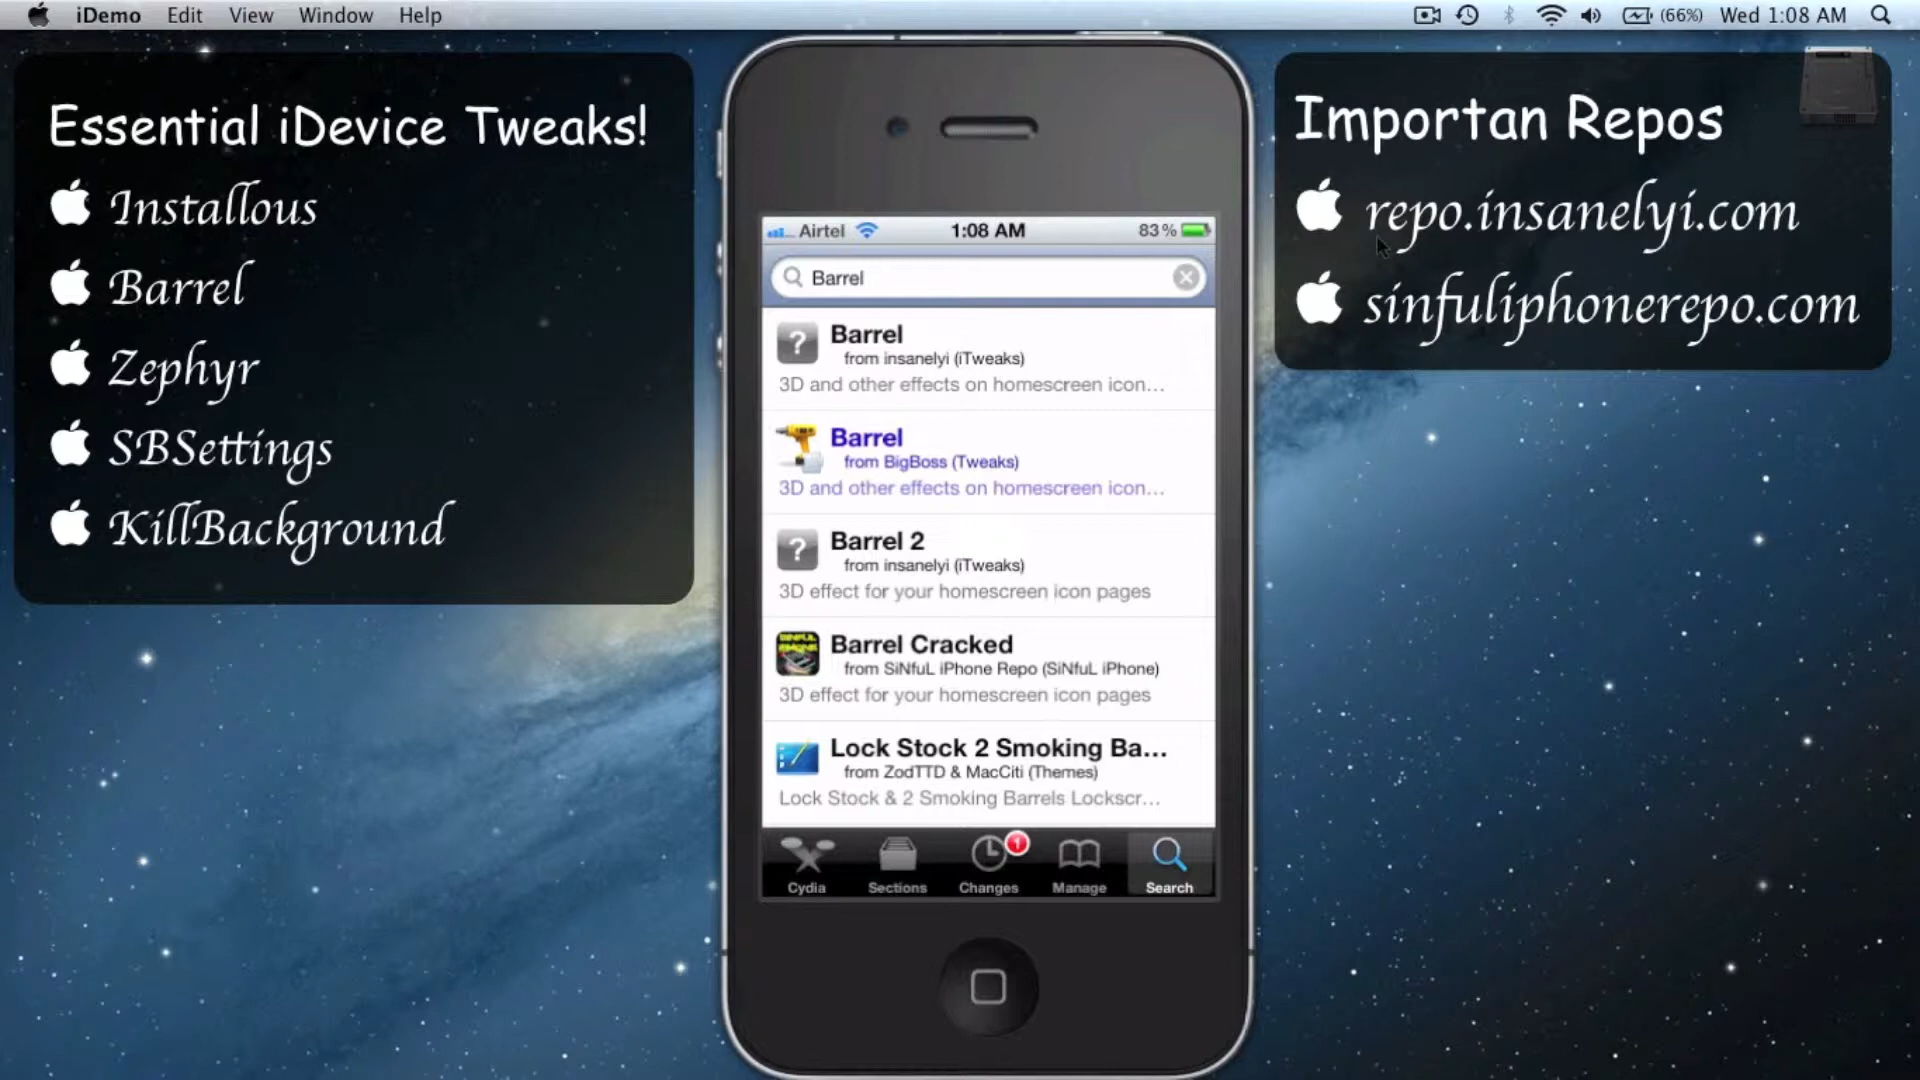 iDemo Edit View Window Help (66%) Wed 1:08 AM
Essential iDevice Tweaks!
Installous
Barrel
Zephyr
SBSettings
KillBackground
Airtel 1:08 AM 83%
Barrel
Barrel
from insanelyi (iTweaks)
3D and other effects on homescreen icon...
Barrel
from BigBoss (Tweaks)
3D and other effects on homescreen icon...
Barrel 2
from insanelyi (iTweaks)
3D effect for your homescreen icon pages
Barrel Cracked
from SiNfuL iPhone Repo (SiNfuL iPhone)
3D effect for your homescreen icon pages
Lock Stock 2 Smoking Ba...
from ZodTTD & MacCiti (Themes)
Lock Stock & 2 Smoking Barrels Lockscr...
1
Cydia Sections Changes Manage Search
Importan Repos
repo.insanelyi.com
sinfuliphonerepo.com